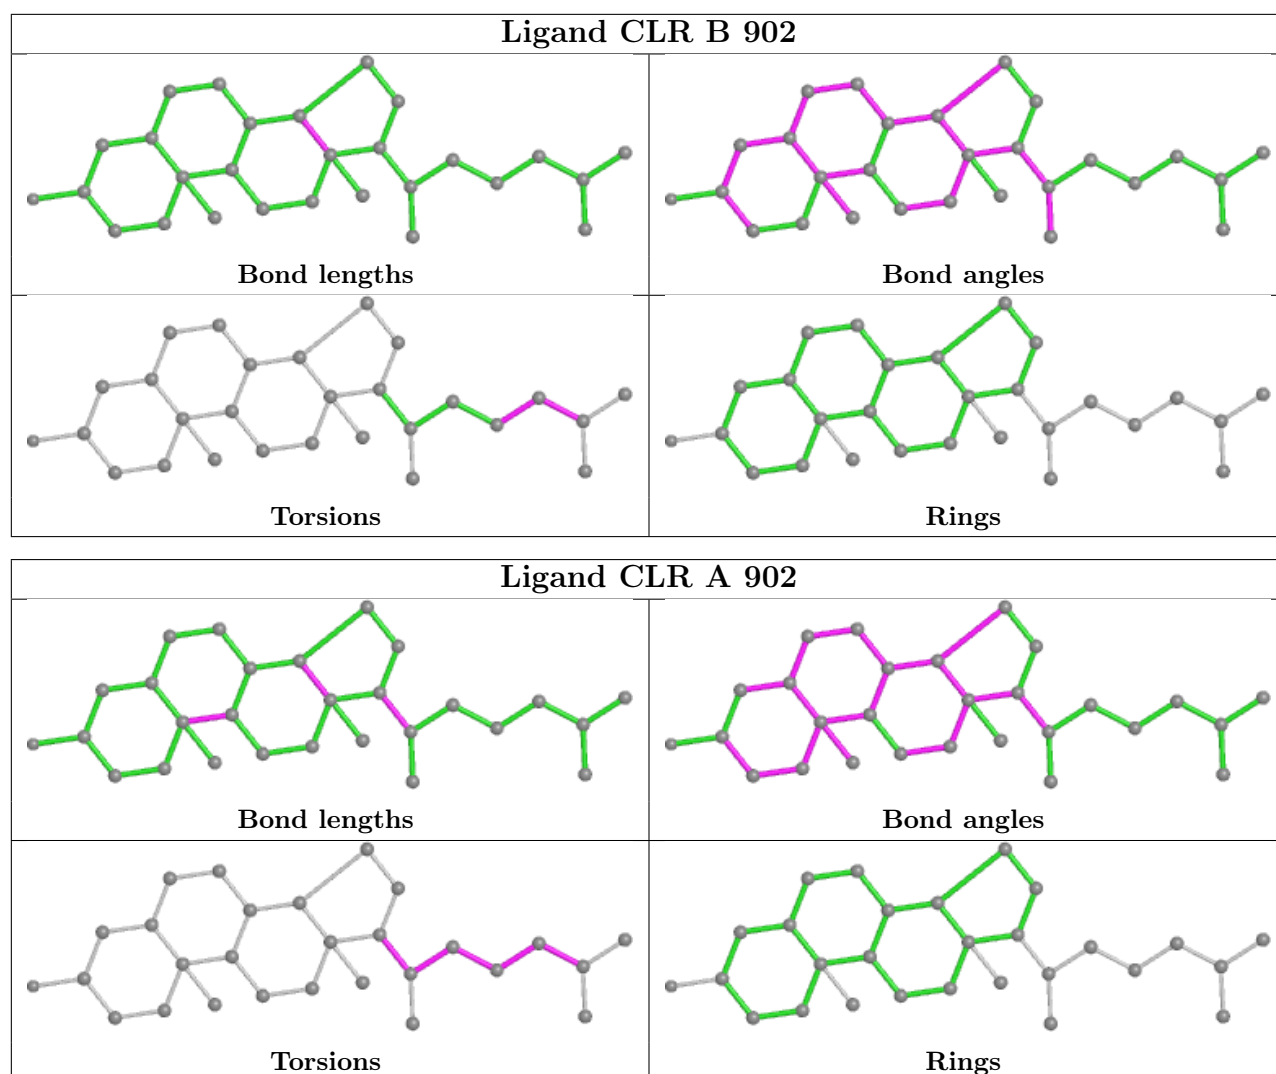 Ligand CLR B 902
Bond lengths
Bond angles
Torsions
Rings
Ligand CLR A 902
Bond lengths
Bond angles
Torsions
Rings